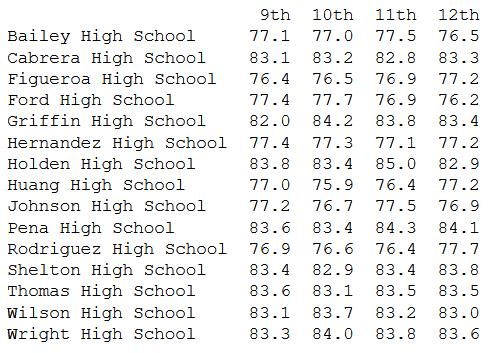 9th 10th 11th 12th
Bailey High School 77.1 77.0 77.5 76.5
Cabrera High School 83.1 83.2 82.8 83.3
Figueroa High School 76.4 76.5 76.9 77.2
Ford High School 77.4 77.7 76.9 76.2
Griffin High School 82.0 84.2 83.8 83.4
Hernandez High School 77.4 77.3 77.1 77.2
Holden High School 83.8 83.4 85.0 82.9
Huang High School 77.0 75.9 76.4 77.2
Johnson High School 77.2 76.7 77.5 76.9
Pena High School 83.6 83.4 84.3 84.1
Rodriguez High School 76.9 76.6 76.4 77.7
Shelton High School 83.4 82.9 83.4 83.8
Thomas High School 83.6 83.1 83.5 83.5
Wilson High School 83.1 83.7 83.2 83.0
Wright High School 83.3 84.0 83.8 83.6